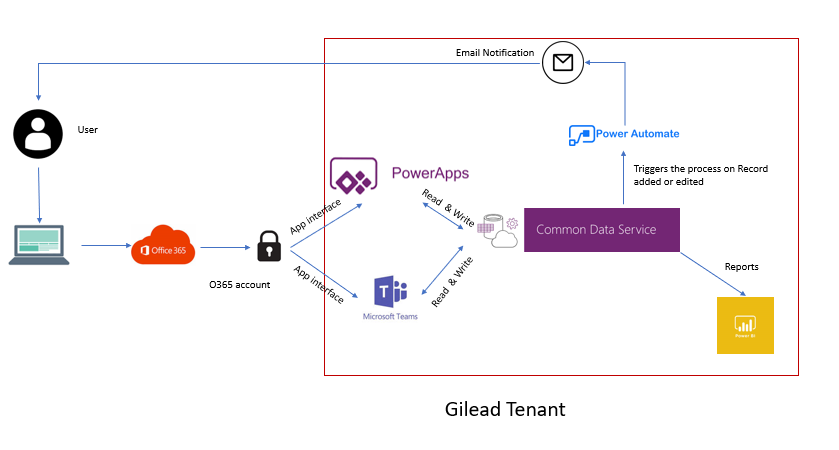 Email Notification
User
Power Automate
Triggers the process on Record
added or edited
PowerApps
App interface
Read & Write
Common Data Service
Office 365
O365 account
App interface
Read & Write
T
Microsoft Teams
Reports
Power BI
Gilead Tenant